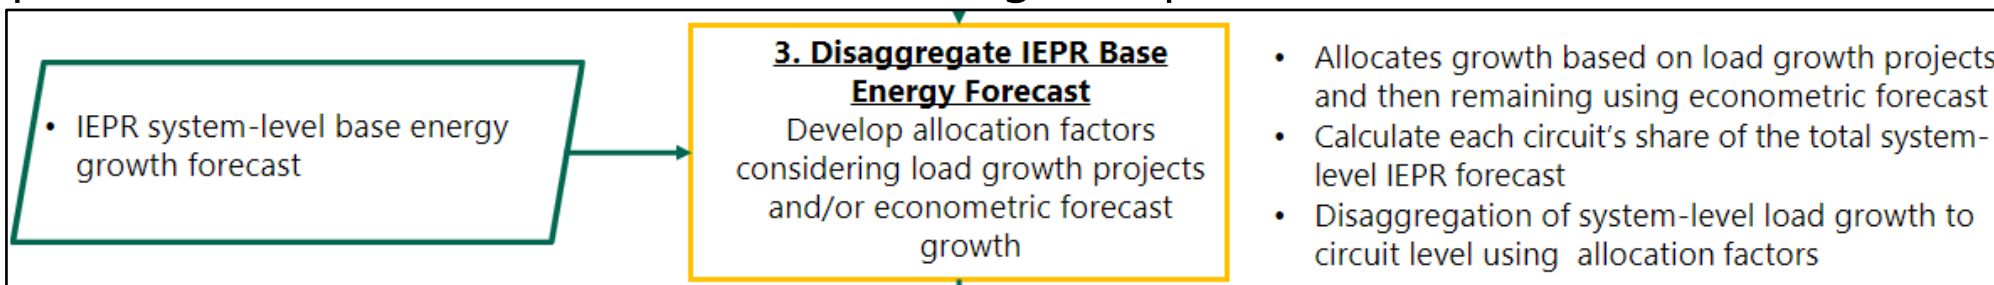 • IEPR system-level base energy
growth forecast
3. Disaggregate IEPR Base
Energy Forecast
Develop allocation factors
considering load growth projects
and/or econometric forecast
growth
• Allocates growth based on load growth projects
and then remaining using econometric forecast
• Calculate each circuit's share of the total system-
level IEPR forecast
• Disaggregation of system-level load growth to
circuit level using  allocation factors